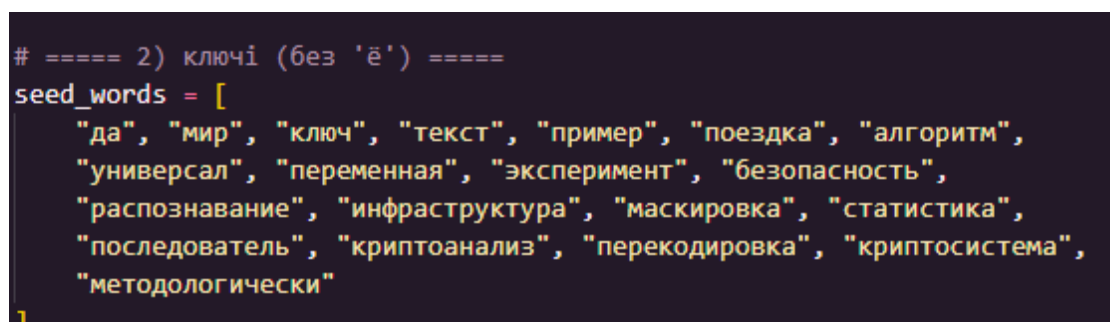 # ===== 2) ключі (без 'ё') =====
seed_words = [
"да", "мир", "ключ", "текст", "пример", "поездка", "алгоритм",
"универсал", "переменная", "эксперимент", "безопасность",
"распознавание", "инфраструктура", "маскировка", "статистика",
"последователь", "криптоанализ", "перекодировка", "криптосистема",
"методологически"
]